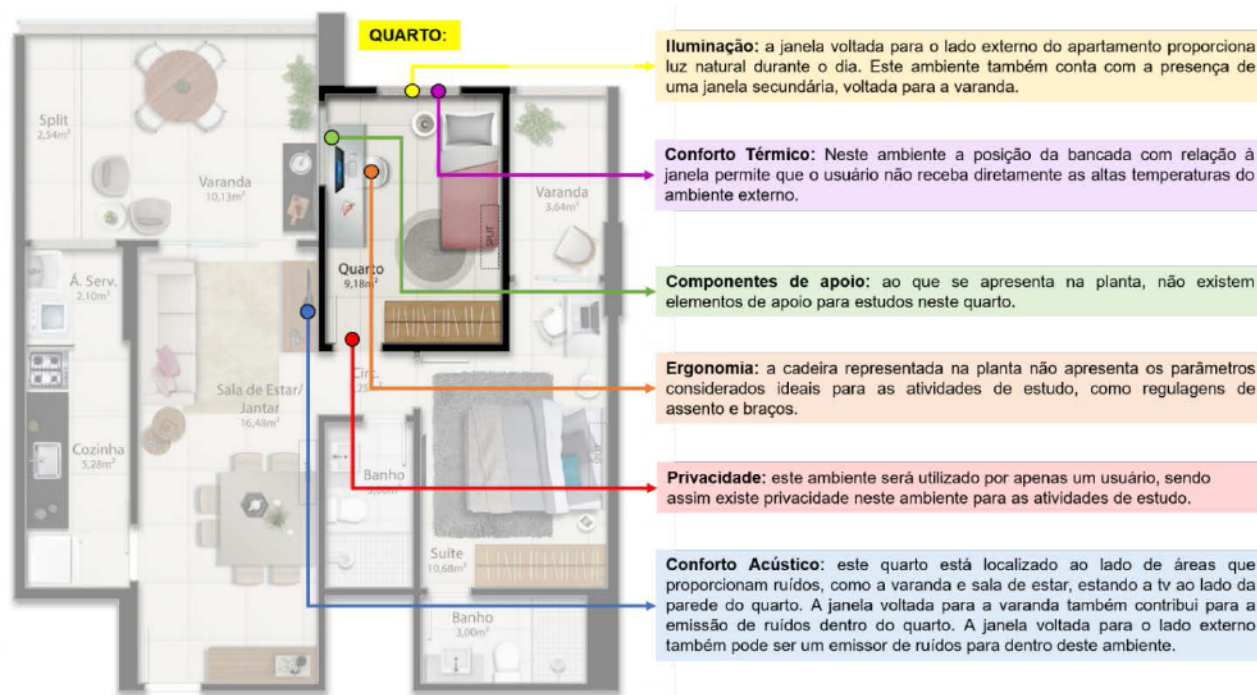 QUARTO:
Iluminação: a janela voltada para o lado externo do apartamento proporciona
luz natural durante o dia. Este ambiente também conta com a presença de
uma janela secundária, voltada para a varanda.
Conforto Térmico: Neste ambiente a posição da bancada com relação à
janela permite que o usuário não receba diretamente as altas temperaturas do
ambiente externo.
Componentes de apoio: ao que se apresenta na planta, não existem
elementos de apoio para estudos neste quarto.
Ergonomia: a cadeira representada na planta não apresenta os parâmetros
considerados ideais para as atividades de estudo, como regulagens de
assento e braços.
Privacidade: este ambiente será utilizado por apenas um usuário, sendo
assim existe privacidade neste ambiente para as atividades de estudo.
Conforto Acústico: este quarto está localizado ao lado de áreas que
proporcionam ruídos, como a varanda e sala de estar, estando a tv ao lado da
parede do quarto. A janela voltada para a varanda também contribui para a
emissão de ruídos dentro do quarto. A janela voltada para o lado externo
também pode ser um emissor de ruídos para dentro deste ambiente.
Split
2,54m²
Varanda
10,13m²
Varanda
3,64m²
SPLIT
Quarto
9,18m²
Á. Serv.
2,10m²
Circ.
Sala de Estar/
Jantar
16,48m²
Cozinha
5,28m²
Banho
Suíte
10,68m²
Banho
3,00m²